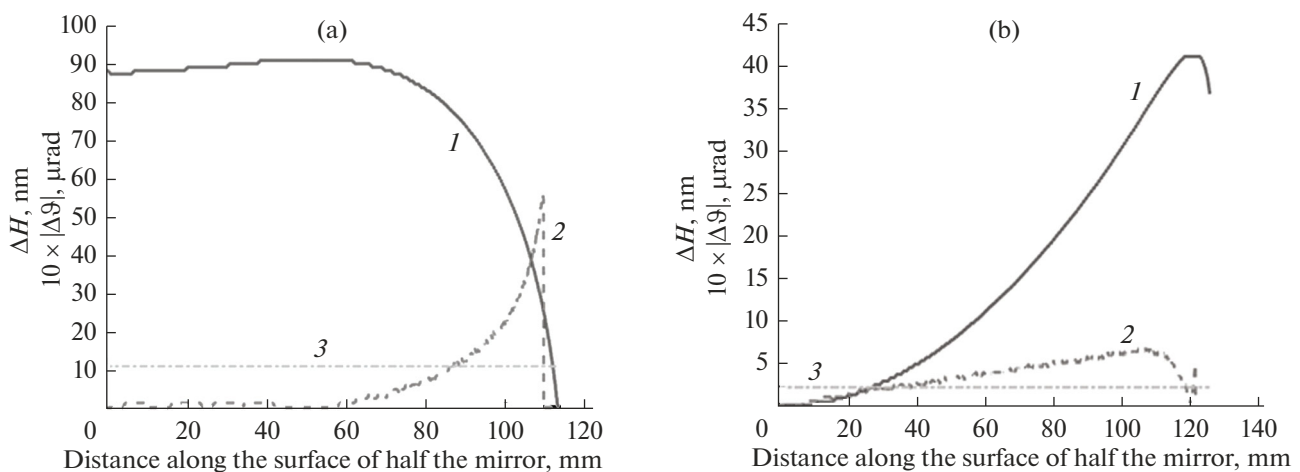 (a)
100
90
80
70
60
50
40
30
20
10
0 20 40 60 80 100 120
ΔH, nm
10 × |Δϑ|, μrad
1
2
3
Distance along the surface of half the mirror, mm
(b)
45
40
35
30
25
20
15
10
5
0 20 40 60 80 100 120 140
ΔH, nm
10 × |Δϑ|, μrad
1
2
3
Distance along the surface of half the mirror, mm